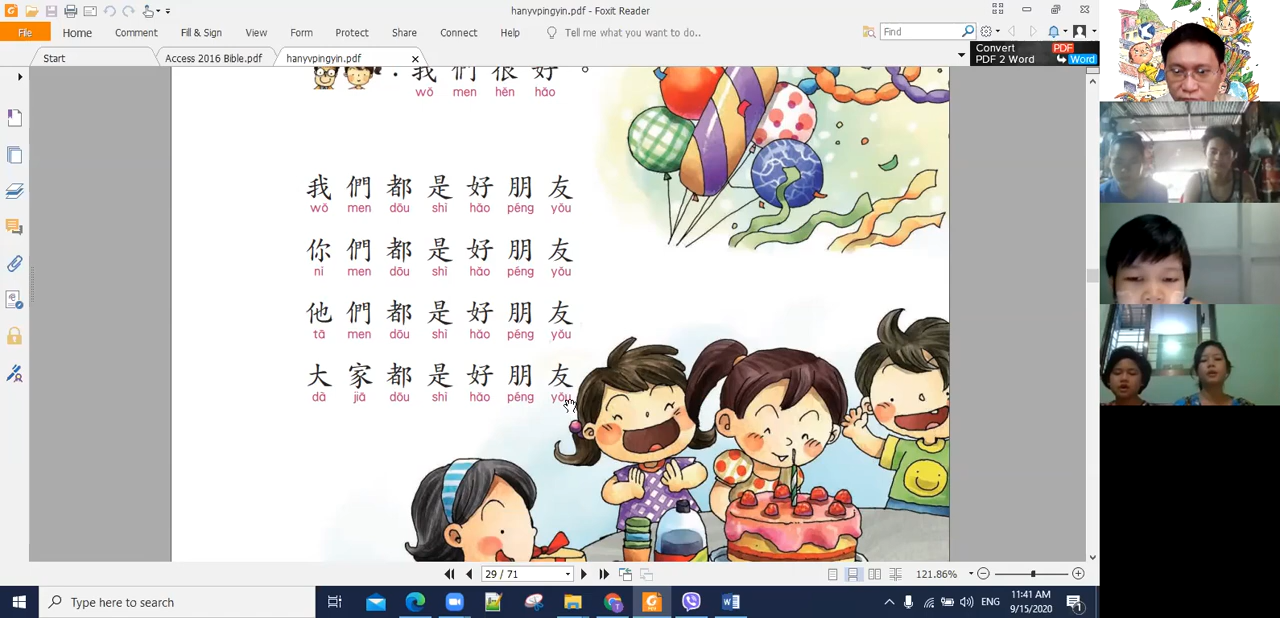 hanyvpingyin.pdf - Foxit Reader
File Home Comment Fill & Sign View Form Protect Share Connect Help Tell me what you want to do.. Find
Start Access 2016 Bible.pdf hanyvpingyin.pdf
Convert PDF
PDF 2 Word Word
: 我 們 很 好 。
wǒ men hěn hǎo
我 們 都 是 好 朋 友
wǒ men dōu shì hǎo péng yǒu
你 們 都 是 好 朋 友
nǐ men dōu shì hǎo péng yǒu
他 們 都 是 好 朋 友
tā men dōu shì hǎo péng yǒu
大 家 都 是 好 朋 友
dà jiā dōu shì hǎo péng yǒu
29 / 71 121.86%
Type here to search ENG 11:41 AM
9/15/2020